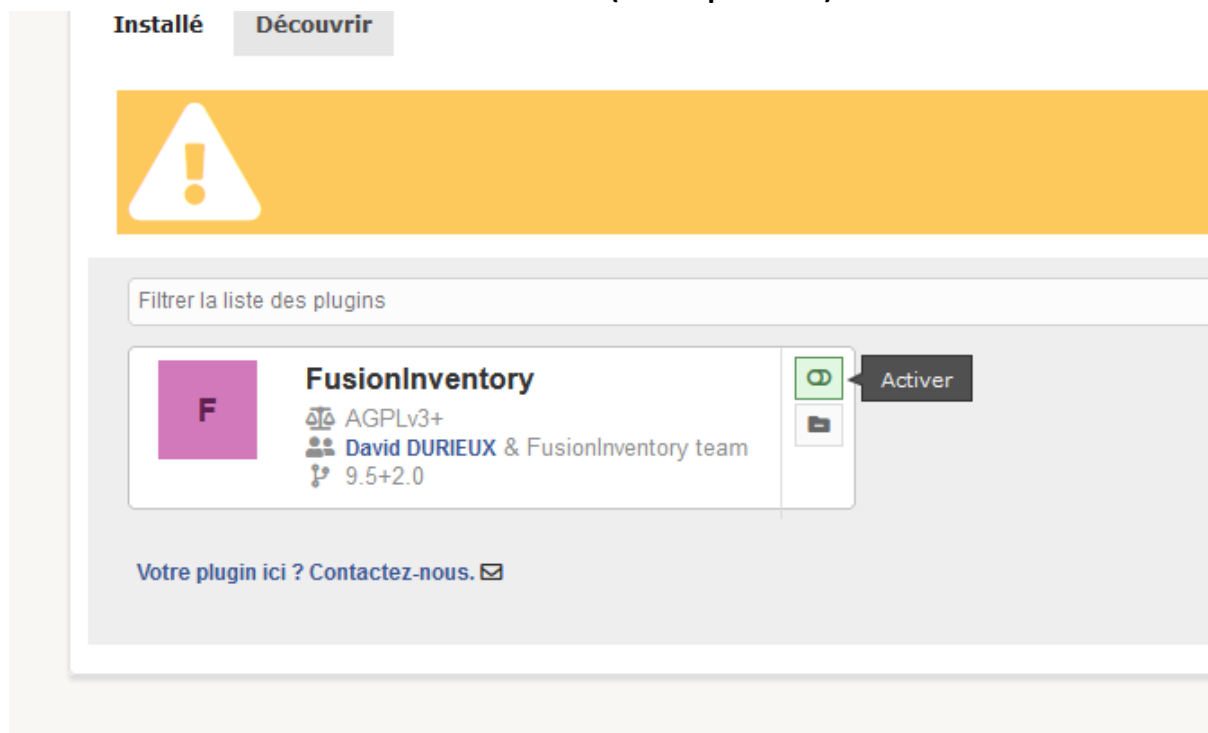 Installé Découvrir
Filtrer la liste des plugins
F
FusionInventory
Activer
AGPLv3+
David DURIEUX & FusionInventory team
9.5+2.0
Votre plugin ici ? Contactez-nous.